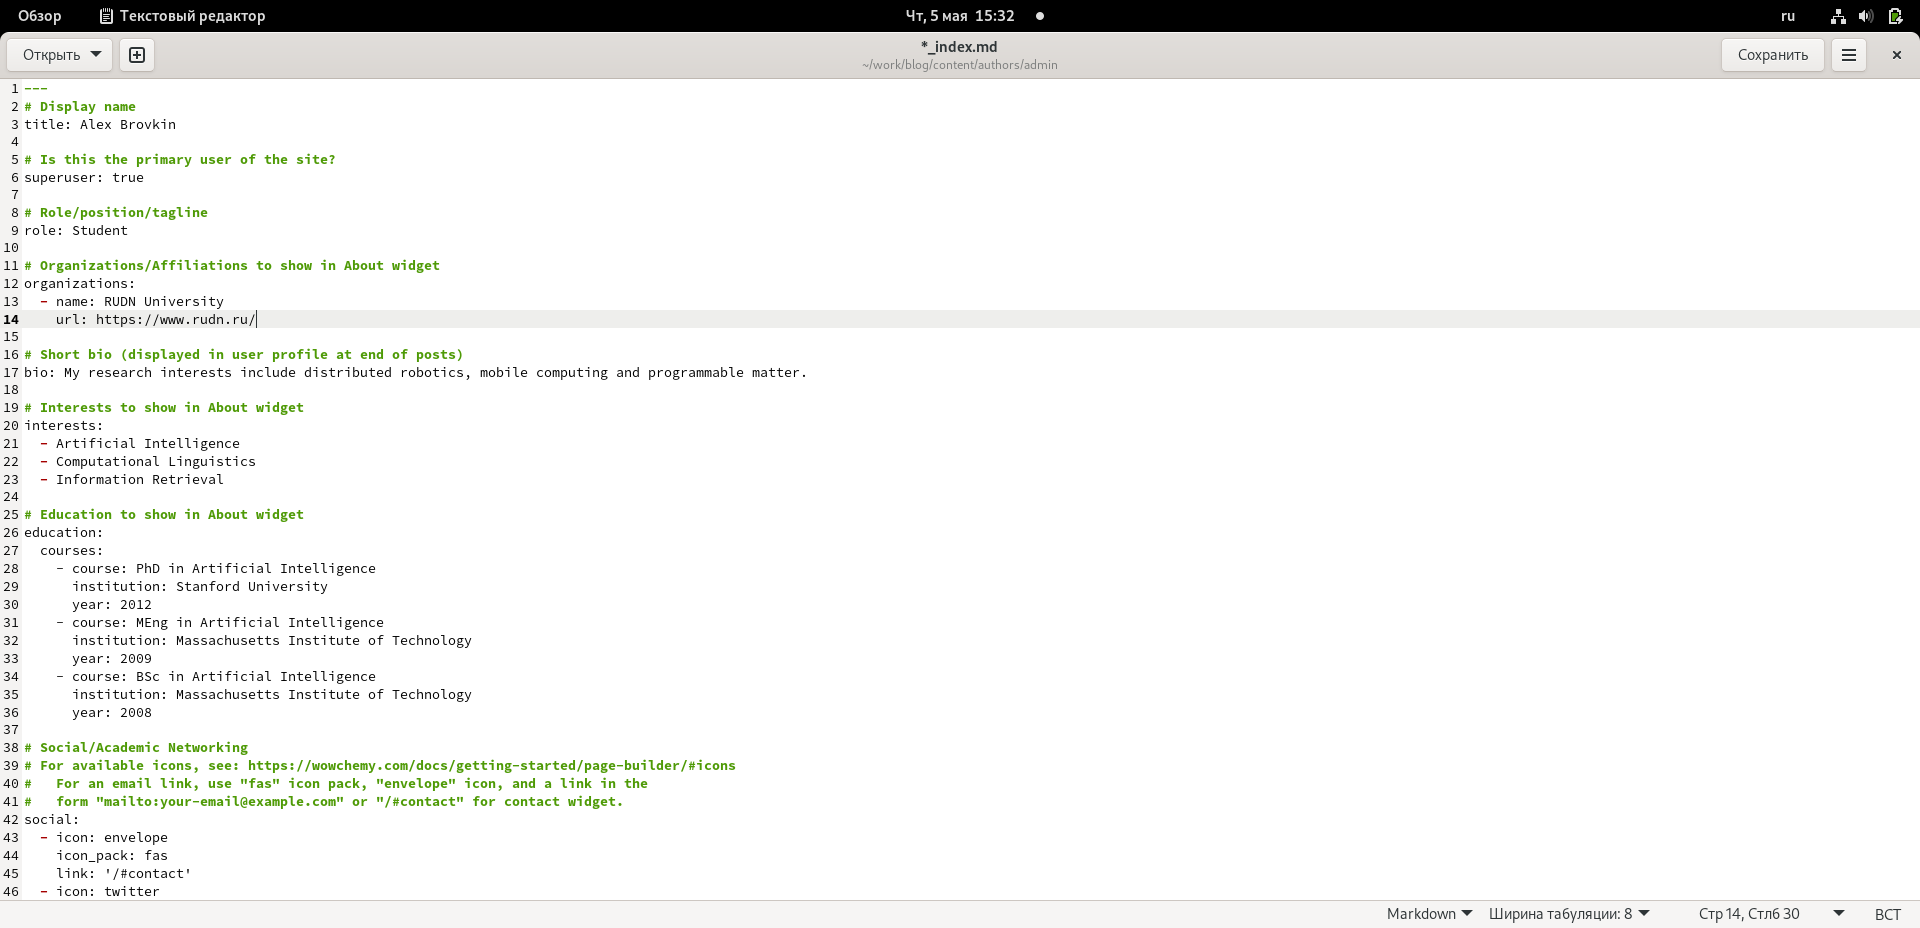 Обзор Текстовый редактор Чт, 5 мая 15:32 ru
Открыть *_index.md Сохранить
~/work/blog/content/authors/admin
1 ---
2 # Display name
3 title: Alex Brovkin
4
5 # Is this the primary user of the site?
6 superuser: true
7
8 # Role/position/tagline
9 role: Student
10
11 # Organizations/Affiliations to show in About widget
12 organizations:
13   - name: RUDN University
14     url: https://www.rudn.ru/
15
16 # Short bio (displayed in user profile at end of posts)
17 bio: My research interests include distributed robotics, mobile computing and programmable matter.
18
19 # Interests to show in About widget
20 interests:
21   - Artificial Intelligence
22   - Computational Linguistics
23   - Information Retrieval
24
25 # Education to show in About widget
26 education:
27   courses:
28     - course: PhD in Artificial Intelligence
29       institution: Stanford University
30       year: 2012
31     - course: MEng in Artificial Intelligence
32       institution: Massachusetts Institute of Technology
33       year: 2009
34     - course: BSc in Artificial Intelligence
35       institution: Massachusetts Institute of Technology
36       year: 2008
37
38 # Social/Academic Networking
39 # For available icons, see: https://wowchemy.com/docs/getting-started/page-builder/#icons
40 #   For an email link, use "fas" icon pack, "envelope" icon, and a link in the
41 #   form "mailto:your-email@example.com" or "/#contact" for contact widget.
42 social:
43   - icon: envelope
44     icon_pack: fas
45     link: '/#contact'
46   - icon: twitter
Markdown Ширина табуляции: 8 Стр 14, Стлб 30 ВСТ